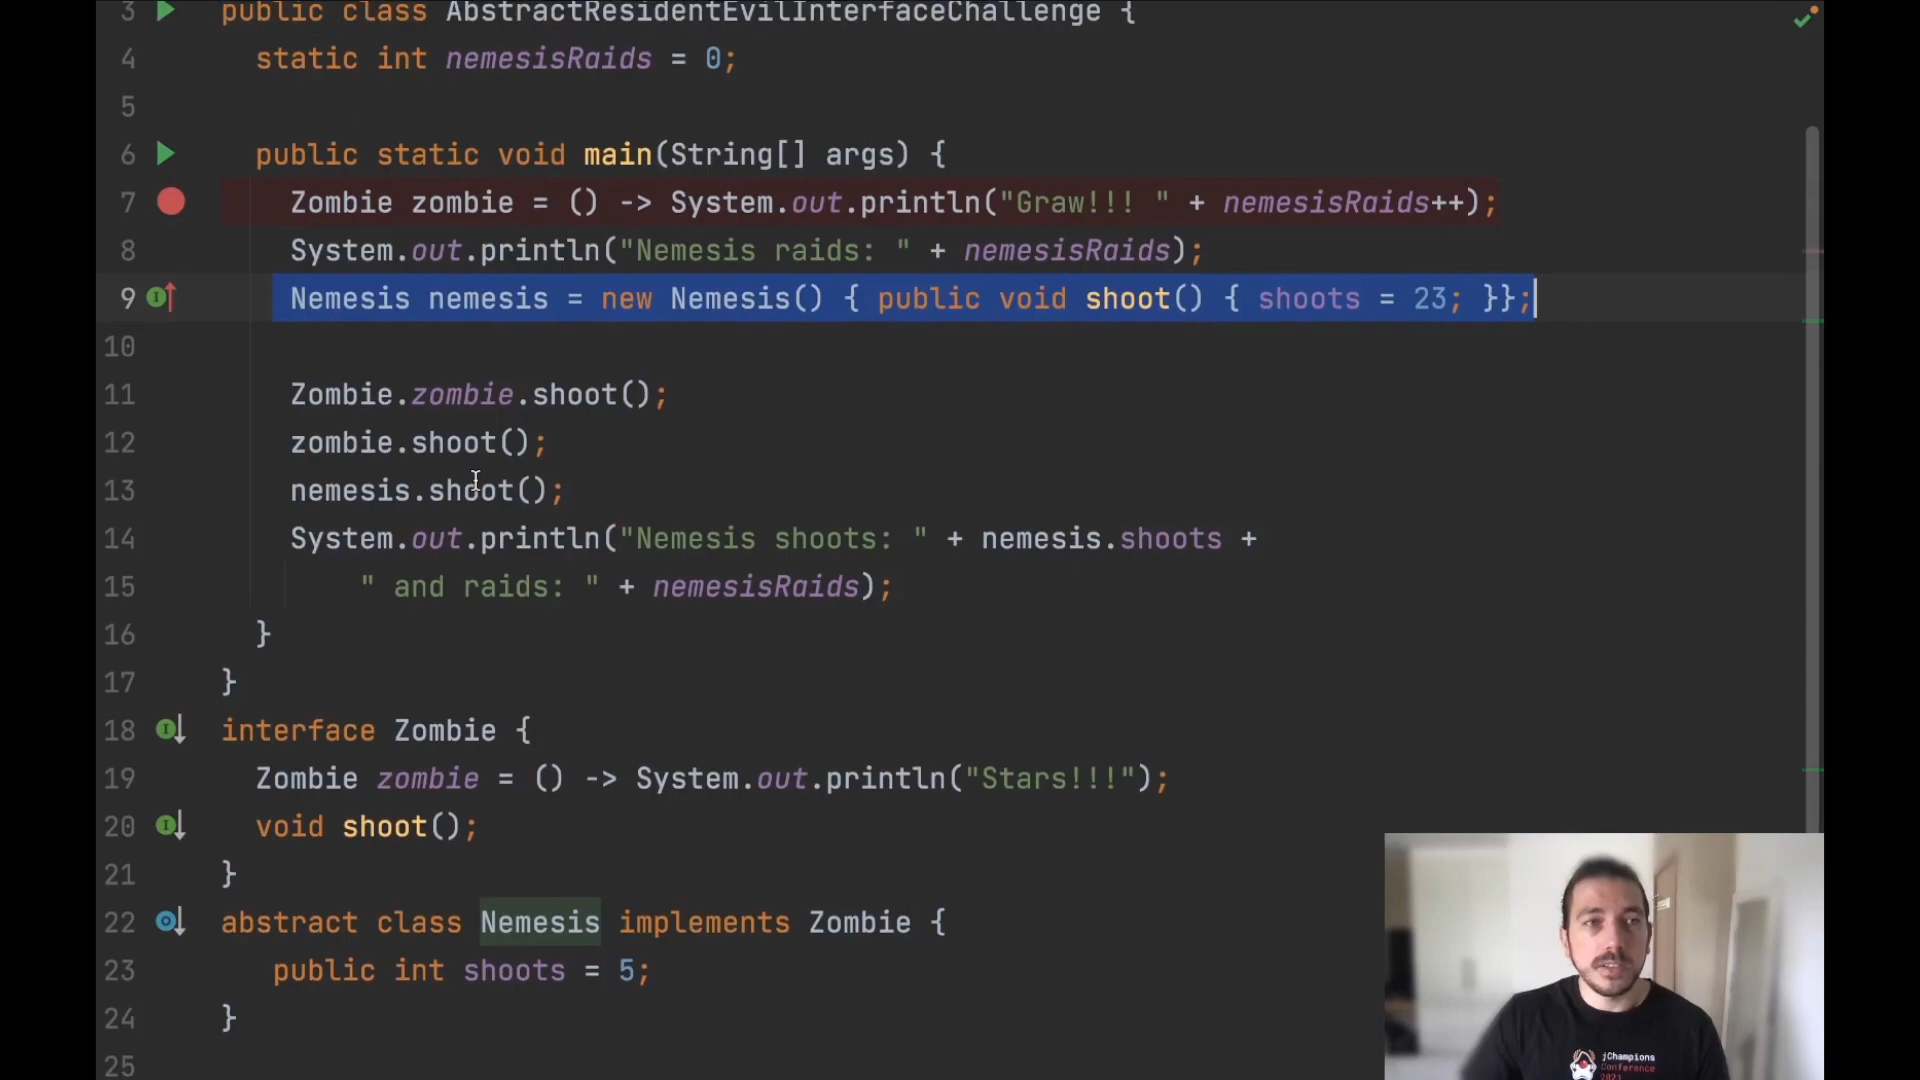 3 public class AbstractResidentEvilInterfaceChallenge {
4 static int nemesisRaids = 0;
5
6 public static void main(String[] args) {
7 Zombie zombie = () -> System.out.println("Graw!!! " + nemesisRaids++);
8 System.out.println("Nemesis raids: " + nemesisRaids);
9 Nemesis nemesis = new Nemesis() { public void shoot() { shoots = 23; }};
10
11 Zombie.zombie.shoot();
12 zombie.shoot();
13 nemesis.shoot();
14 System.out.println("Nemesis shoots: " + nemesis.shoots +
15 " and raids: " + nemesisRaids);
16 }
17 }
18 interface Zombie {
19 Zombie zombie = () -> System.out.println("Stars!!!");
20 void shoot();
21 }
22 abstract class Nemesis implements Zombie {
23 public int shoots = 5;
24 }
25
jChampions
Conference
2021